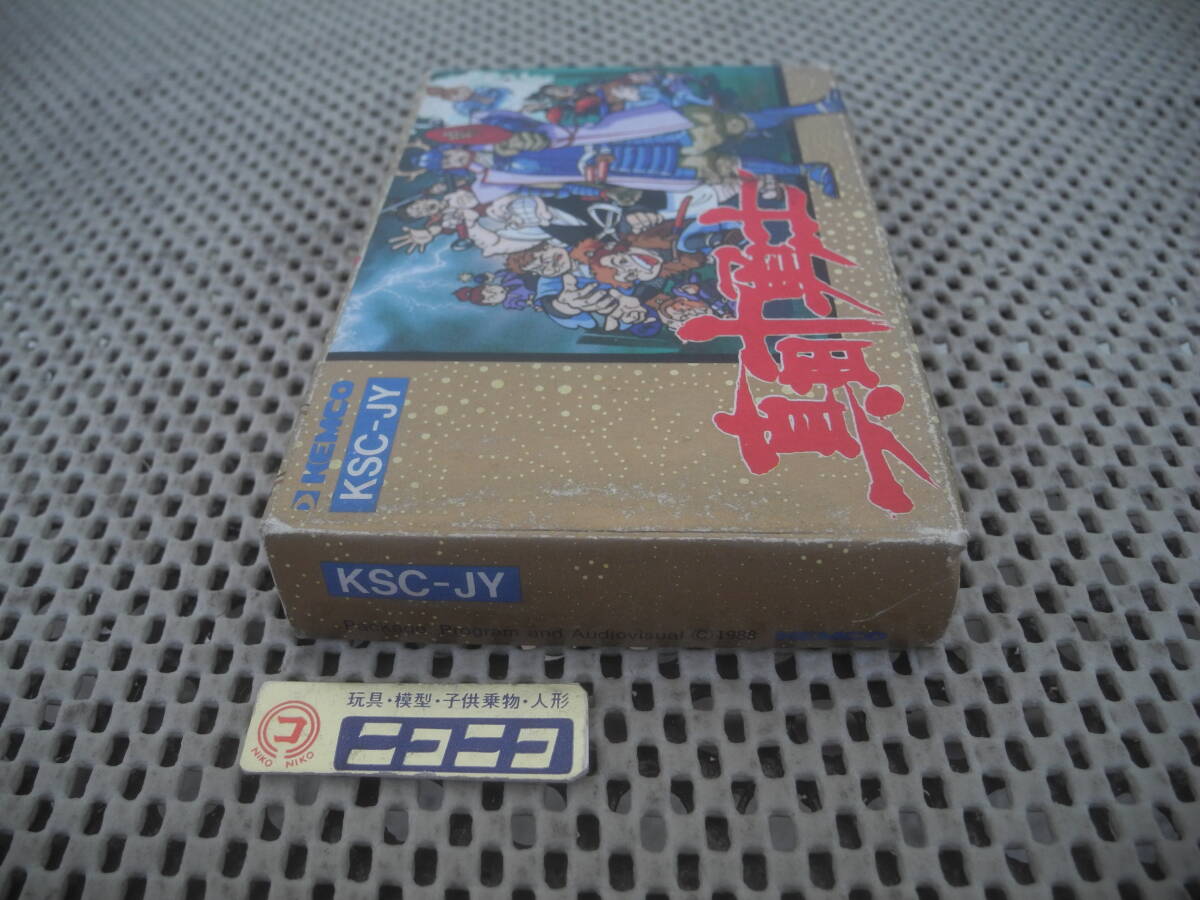 真田十勇士
KEMCO
KSC-JY
KSC-JY
Package, Program and Audiovisual © 1988 KEMCO
玩具・模型・子供乗物・人形
ニコニコ
コ
NIKO NIKO